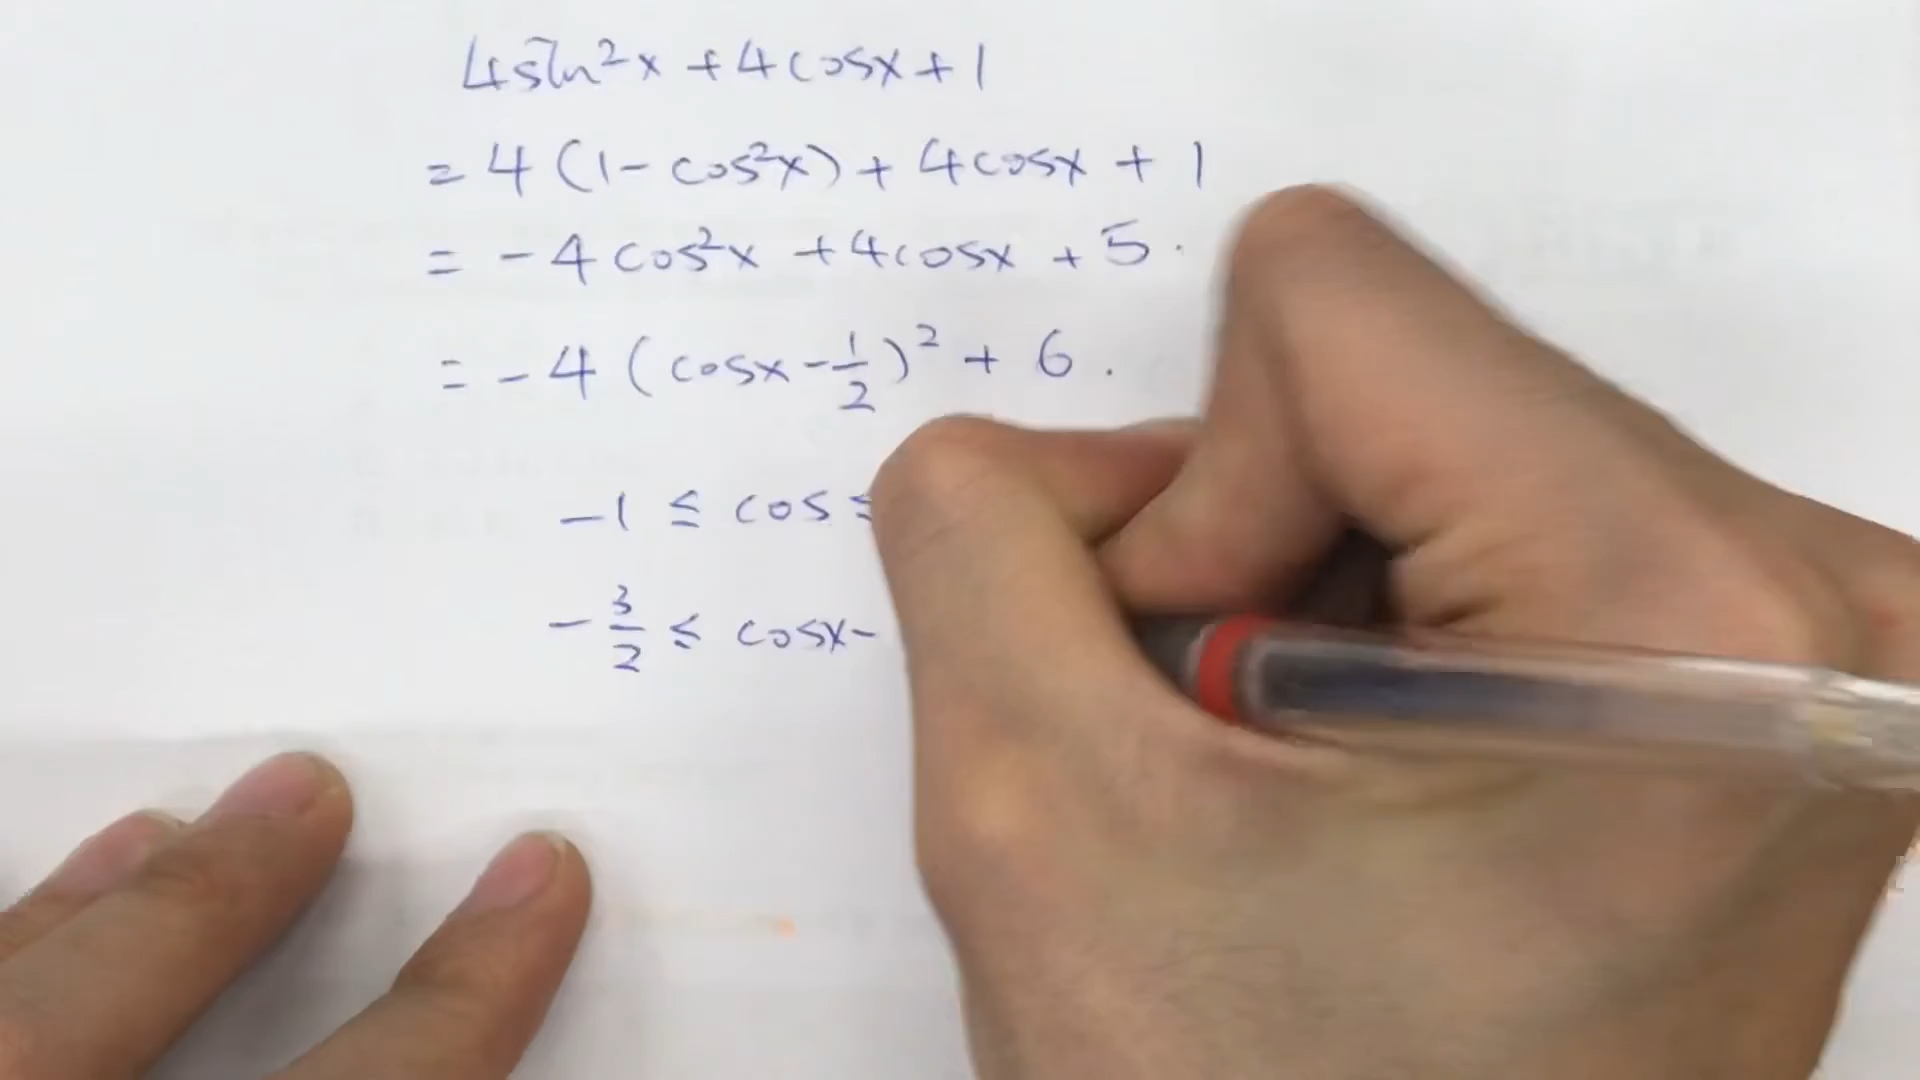 4sin²x + 4cosx + 1
= 4(1 - cos²x) + 4cosx + 1
= -4cos²x + 4cosx + 5.
= -4(cosx - 1/2)² + 6.
-1 ≤ cos ≤
-3/2 ≤ cosx -